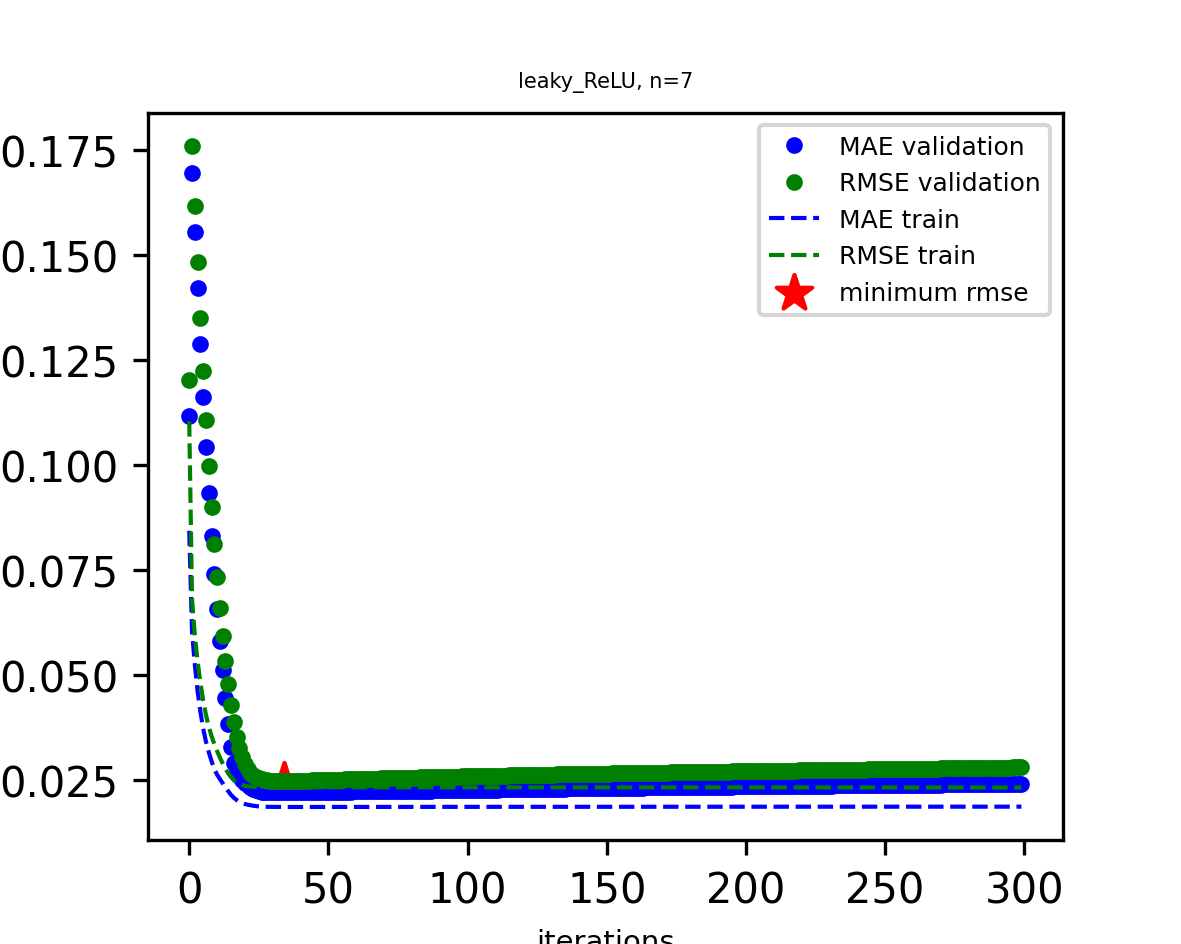 leaky_ReLU, n=7
0.175
0.150
0.125
0.100
0.075
0.050
0.025
MAE validation
RMSE validation
MAE train
RMSE train
minimum rmse
0 50 100 150 200 250 300
iterations